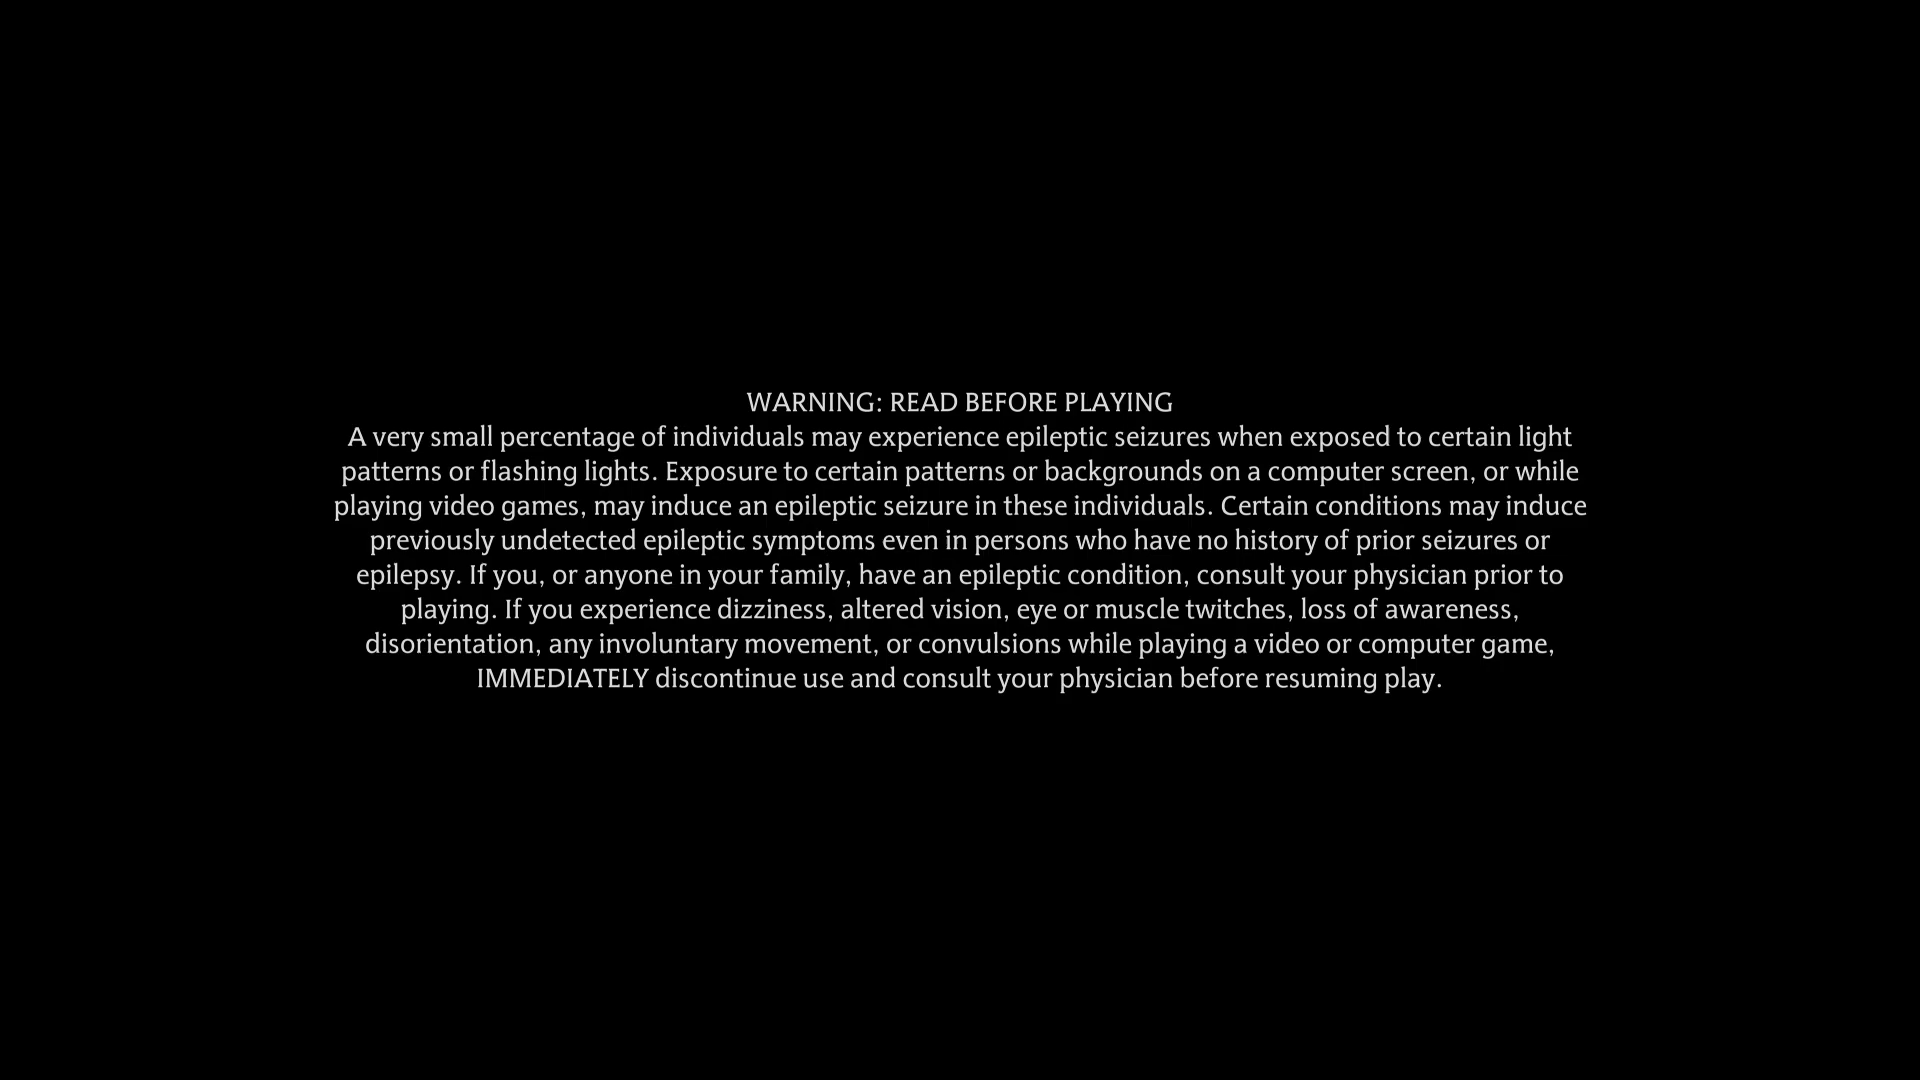 WARNING: READ BEFORE PLAYING
A very small percentage of individuals may experience epileptic seizures when exposed to certain light
patterns or flashing lights. Exposure to certain patterns or backgrounds on a computer screen, or while
playing video games, may induce an epileptic seizure in these individuals. Certain conditions may induce
previously undetected epileptic symptoms even in persons who have no history of prior seizures or
epilepsy. If you, or anyone in your family, have an epileptic condition, consult your physician prior to
playing. If you experience dizziness, altered vision, eye or muscle twitches, loss of awareness,
disorientation, any involuntary movement, or convulsions while playing a video or computer game,
IMMEDIATELY discontinue use and consult your physician before resuming play.